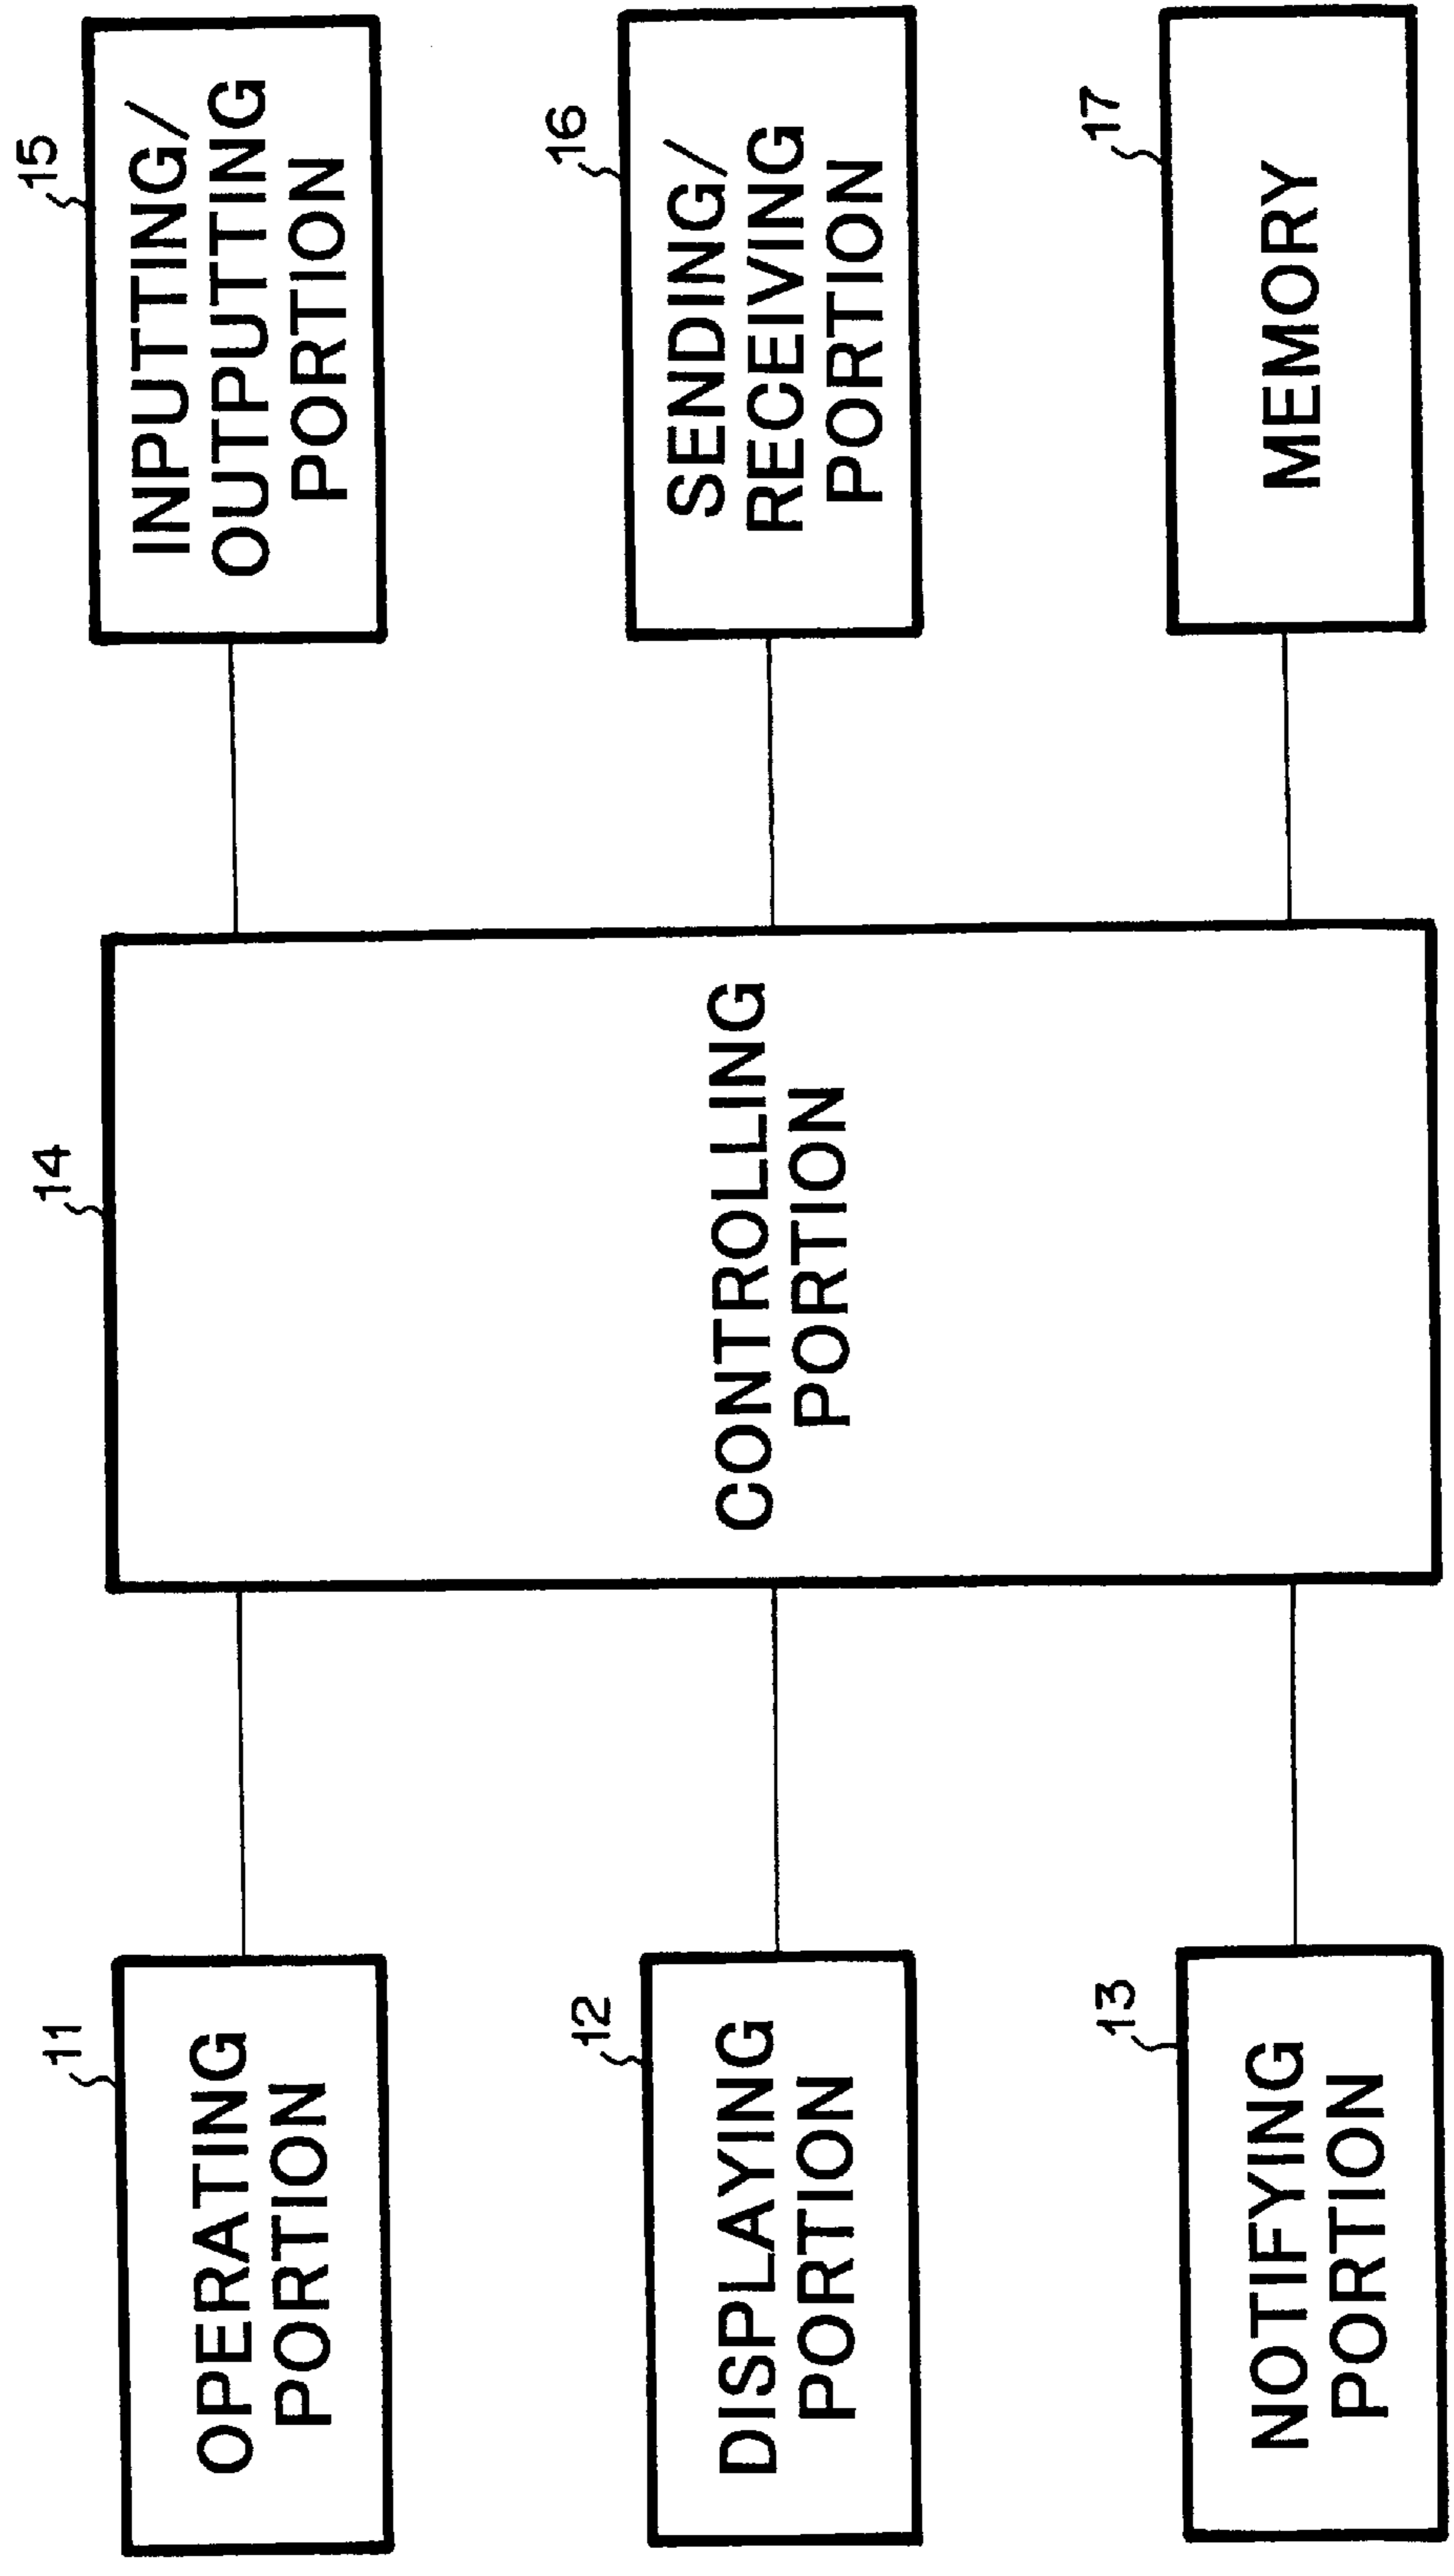 11
OPERATING
PORTION
12
DISPLAYING
PORTION
13
NOTIFYING
PORTION
14
CONTROLLING
PORTION
15
INPUTTING/
OUTPUTTING
PORTION
16
SENDING/
RECEIVING
PORTION
17
MEMORY